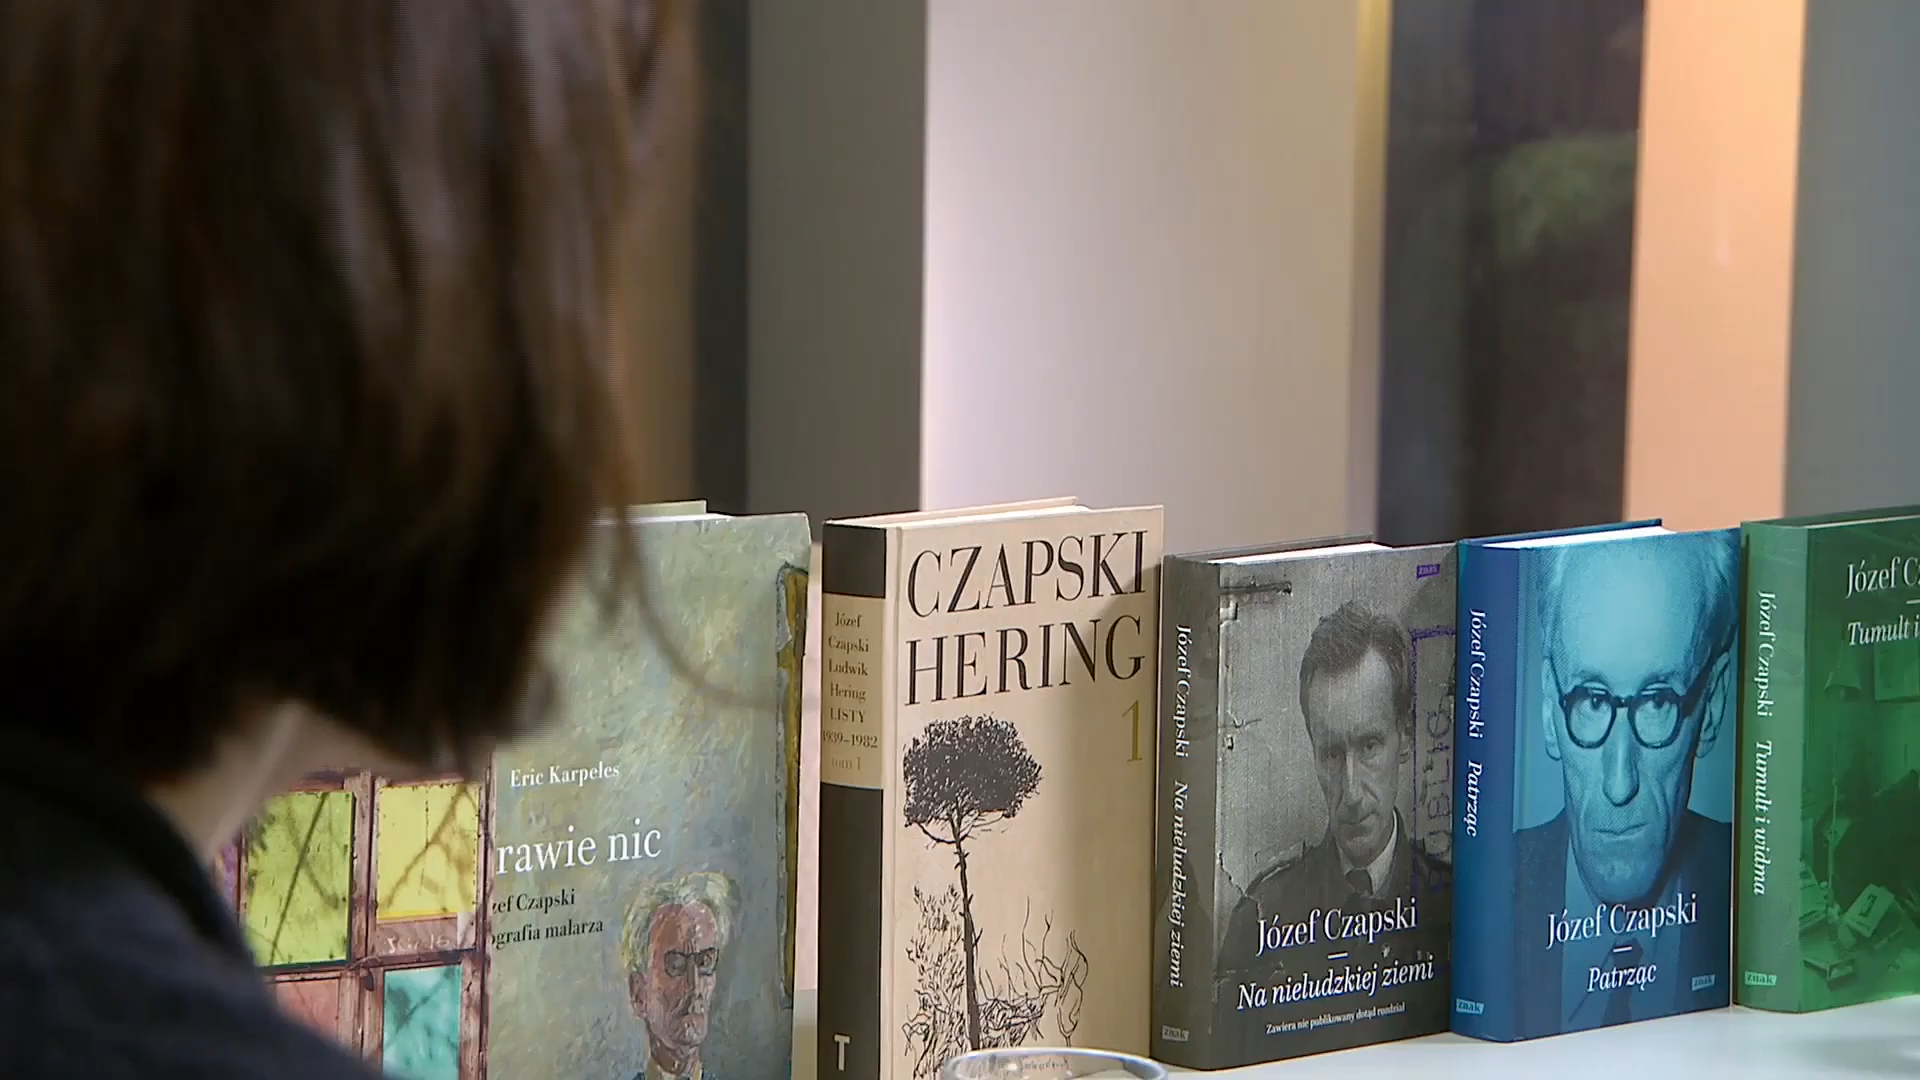 Eric Karpeles
rawie nic
zef Czapski
ografia malarza
Józef
Czapski
Ludwik
Hering
LISTY
1939–1982
tom 1
T
CZAPSKI
HERING
1
Józef Czapski Na nieludzkiej ziemi
znak
znak
Józef Czapski
Na nieludzkiej ziemi
Zawiera nie publikowany dotąd rozdział
Józef Czapski Patrząc
znak
Józef Czapski
Patrząc
znak
Józef Czapski Tumult i widma
znak
Józef C
Tumult i